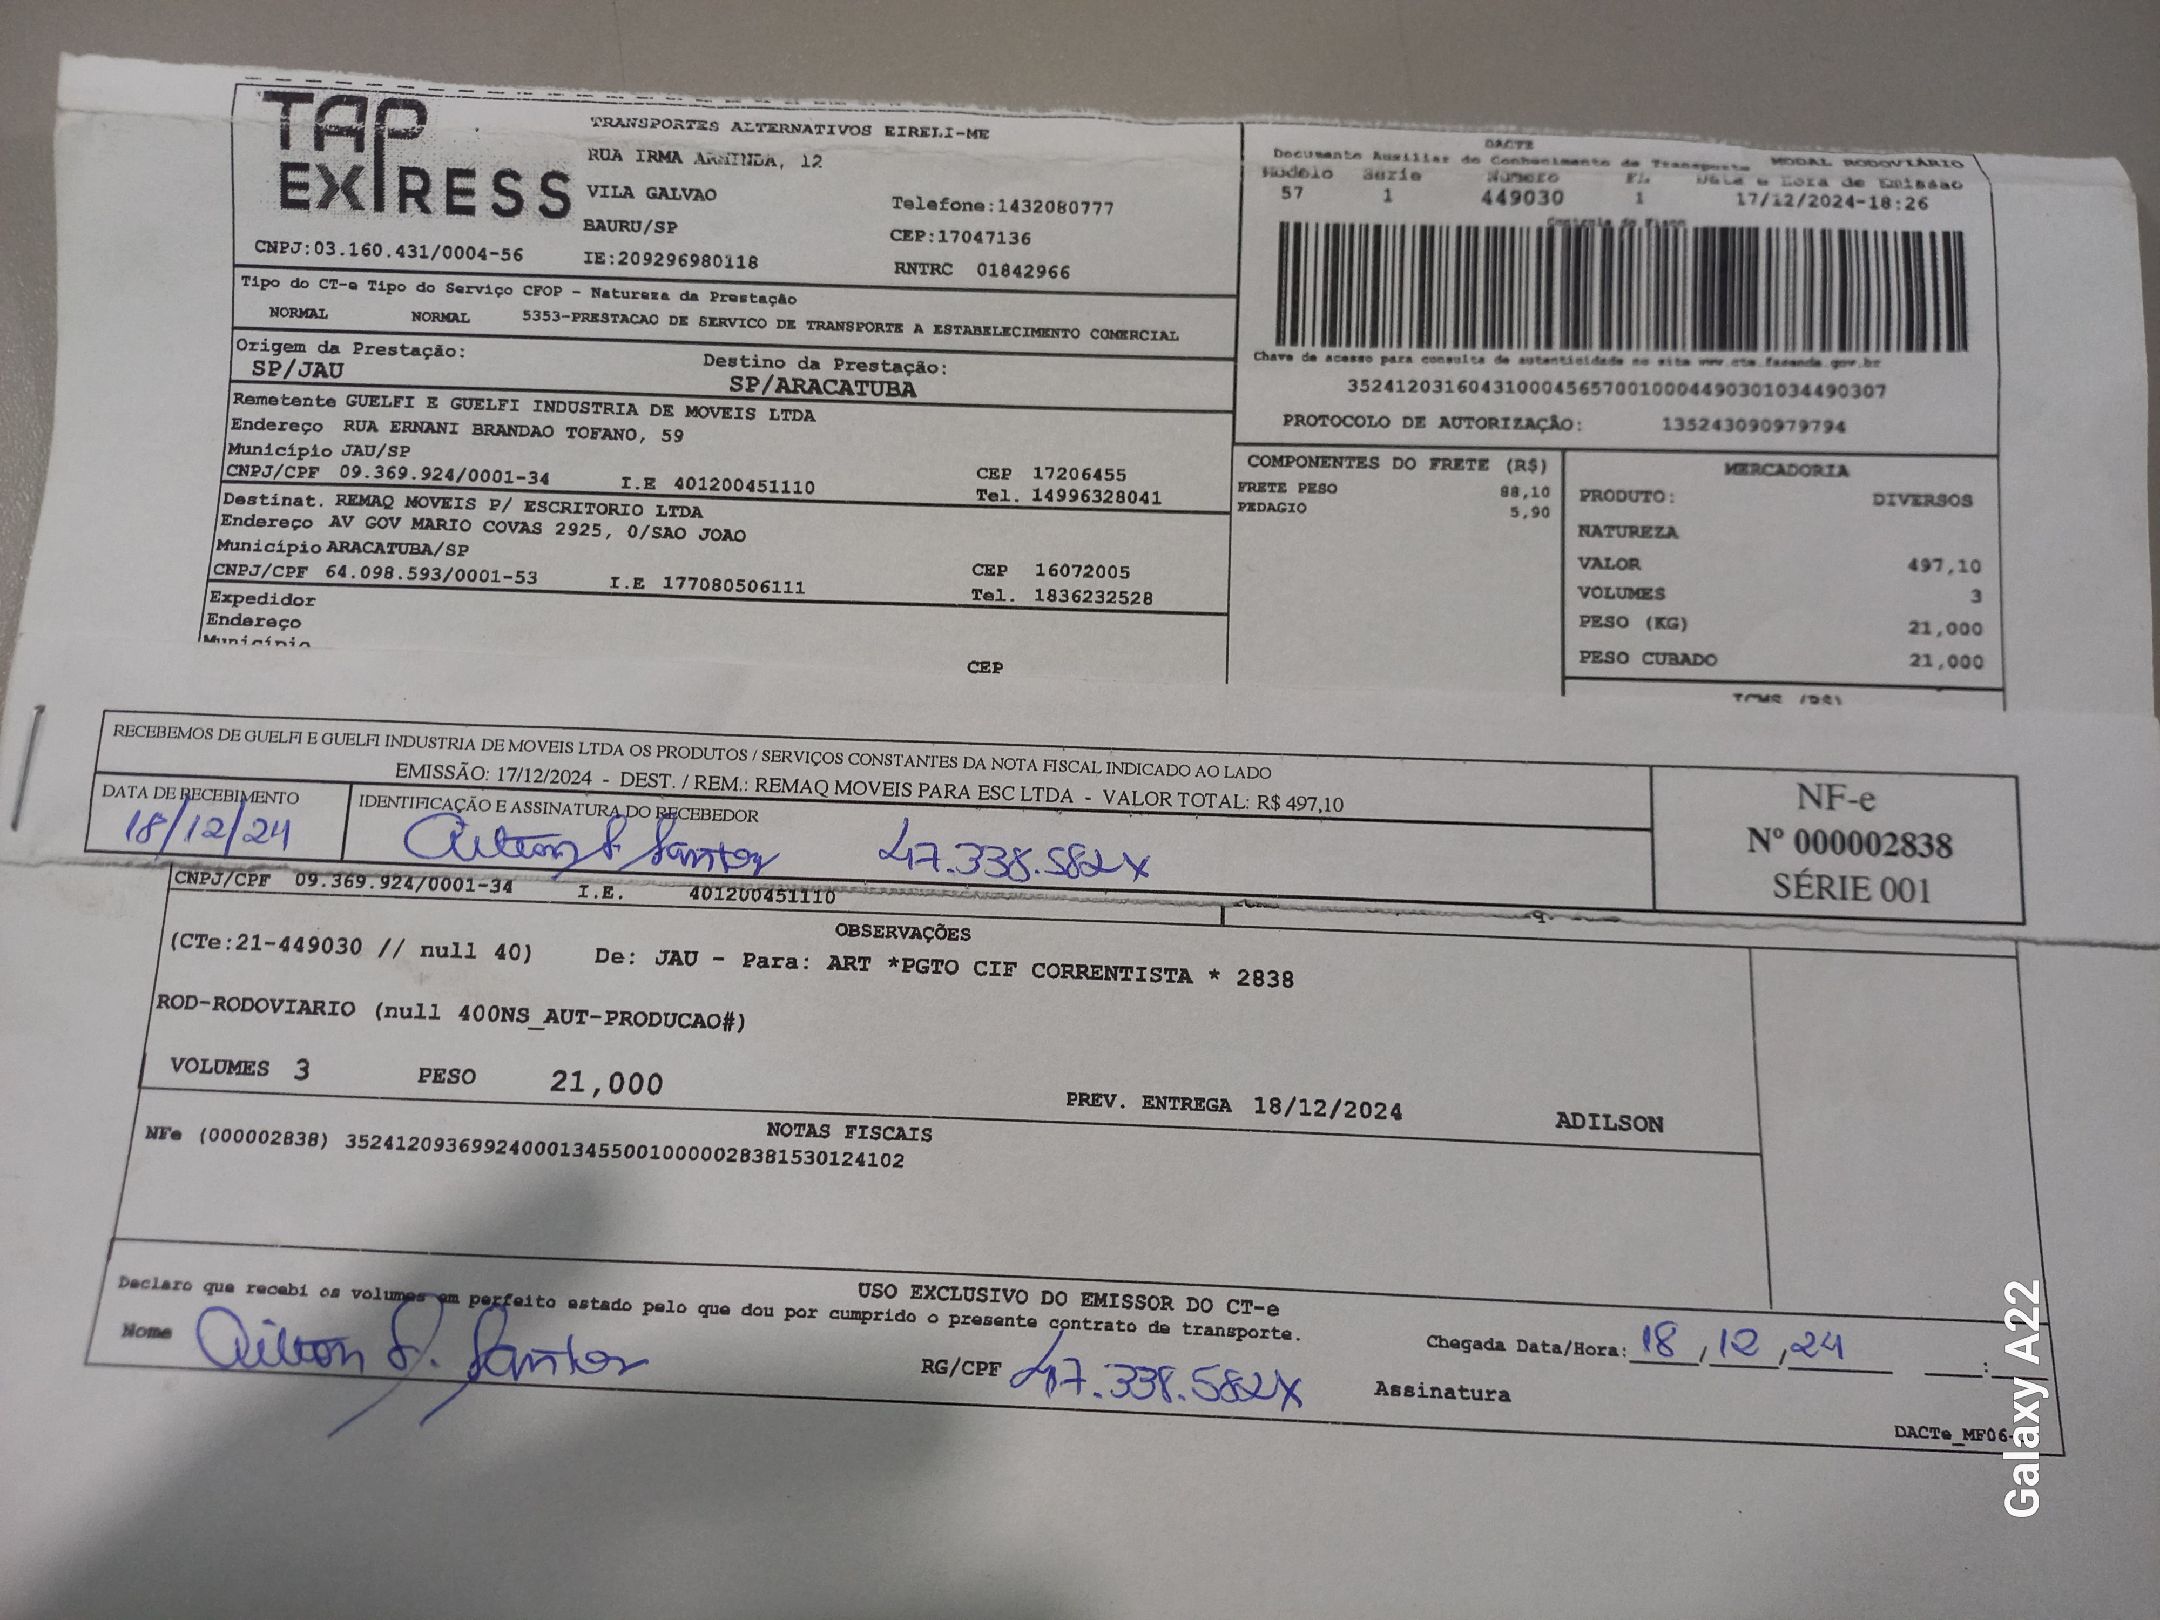 TAP
EXPRESS
TRANSPORTES ALTERNATIVOS EIRELI-ME
RUA IRMA ARMINDA, 12
VILA GALVAO
Telefone:1432080777
BAURU/SP
CEP:17047136
CNPJ:03.160.431/0004-56
IE:209296980118
RNTRC 01842966
DACTE
Documento Auxiliar do Conhecimento de Transporte MODAL RODOVIÁRIO
Modelo Serie Número FL Data e Hora de Emissão
57 1 449030 1 17/12/2024-18:26
Controle do Fisco
Chave de acesso para consulta de autenticidade no site www.cte.fazenda.gov.br
35241203160431000456570010004490301034490307
PROTOCOLO DE AUTORIZAÇÃO: 135243090979794
Tipo do CT-e Tipo do Serviço CFOP - Natureza da Prestação
NORMAL NORMAL 5353-PRESTACAO DE SERVICO DE TRANSPORTE A ESTABELECIMENTO COMERCIAL
Origem da Prestação: Destino da Prestação:
SP/JAU SP/ARACATUBA
Remetente GUELFI E GUELFI INDUSTRIA DE MOVEIS LTDA
Endereço RUA ERNANI BRANDAO TOFANO, 59
Município JAU/SP CEP 17206455
CNPJ/CPF 09.369.924/0001-34 I.E 401200451110 Tel. 14996328041
Destinat. REMAQ MOVEIS P/ ESCRITORIO LTDA
Endereço AV GOV MARIO COVAS 2925, 0/SAO JOAO
Município ARACATUBA/SP CEP 16072005
CNPJ/CPF 64.098.593/0001-53 I.E 177080506111 Tel. 1836232528
Expedidor
Endereço
Município CEP
COMPONENTES DO FRETE (R$)
FRETE PESO 98,10
PEDAGIO 5,90
MERCADORIA
PRODUTO: DIVERSOS
NATUREZA
VALOR 497,10
VOLUMES 3
PESO (KG) 21,000
PESO CUBADO 21,000
ICMS (R$)
RECEBEMOS DE GUELFI E GUELFI INDUSTRIA DE MOVEIS LTDA OS PRODUTOS / SERVIÇOS CONSTANTES DA NOTA FISCAL INDICADO AO LADO
EMISSÃO: 17/12/2024 - DEST. / REM.: REMAQ MOVEIS PARA ESC LTDA - VALOR TOTAL: R$ 497,10
DATA DE RECEBIMENTO IDENTIFICAÇÃO E ASSINATURA DO RECEBEDOR
18/12/24 Ailton S. Santos 47.338.582X
NF-e
Nº 000002838
SÉRIE 001
CNPJ/CPF 09.369.924/0001-34 I.E. 401200451110
OBSERVAÇÕES
(CTe:21-449030 // null 40) De: JAU - Para: ART *PGTO CIF CORRENTISTA * 2838
ROD-RODOVIARIO (null 400NS_AUT-PRODUCAO#)
VOLUMES 3 PESO 21,000 PREV. ENTREGA 18/12/2024 ADILSON
NOTAS FISCAIS
NFe (000002838) 35241209369924000134550010000028381530124102
USO EXCLUSIVO DO EMISSOR DO CT-e
Declaro que recebi os volumes em perfeito estado pelo que dou por cumprido o presente contrato de transporte.
Nome Ailton S. Santos RG/CPF 47.338.582X Chegada Data/Hora: 18,12,24 :
Assinatura
DACTe_MF06-
Galaxy A22